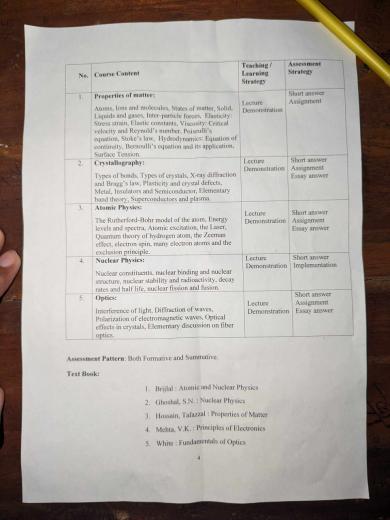 No. Course Content Teaching / Learning Strategy Assessment Strategy
1. Properties of matter:
Atoms, Ions and molecules, States of matter, Solid,
Liquids and gases, Inter-particle forces, Elasticity:
Stress strain, Elastic constants, Viscosity: Critical
velocity and Reynold's number, Poisuelli's
equation, Stoke's law, Hydrodynamics: Equation of
continuity, Bernoulli's equation and its application,
Surface Tension.
Lecture
Demonstration
Short answer
Assignment
2. Crystallography:
Types of bonds, Types of crystals, X-ray diffraction
and Bragg's law, Plasticity and crystal defects,
Metal, Insulators and Semiconductor, Elementary
band theory, Superconductors and plasma.
Lecture
Demonstration
Short answer
Assignment
Essay answer
3. Atomic Physics:
The Rutherford-Bohr model of the atom, Energy
levels and spectra, Atomic excitation, the Laser,
Quantum theory of hydrogen atom, the Zeeman
effect, electron spin, many electron atoms and the
exclusion principle.
Lecture
Demonstration
Short answer
Assignment
Essay answer
4. Nuclear Physics:
Nuclear constituents, nuclear binding and nuclear
structure, nuclear stability and radioactivity, decay
rates and half life, nuclear fission and fusion.
Lecture
Demonstration
Short answer
Implementation
5. Optics:
Interference of light, Diffraction of waves,
Polarization of electromagnetic waves, Optical
effects in crystals, Elementary discussion on fiber
optics.
Lecture
Demonstration
Short answer
Assignment
Essay answer
Assessment Pattern: Both Formative and Summative.
Text Book:
1. Brijlal : Atomic and Nuclear Physics
2. Ghoshal, S.N. : Nuclear Physics
3. Hossain, Tafazzal : Properties of Matter
4. Mehta, V.K. : Principles of Electronics
5. White : Fundamentals of Optics
4